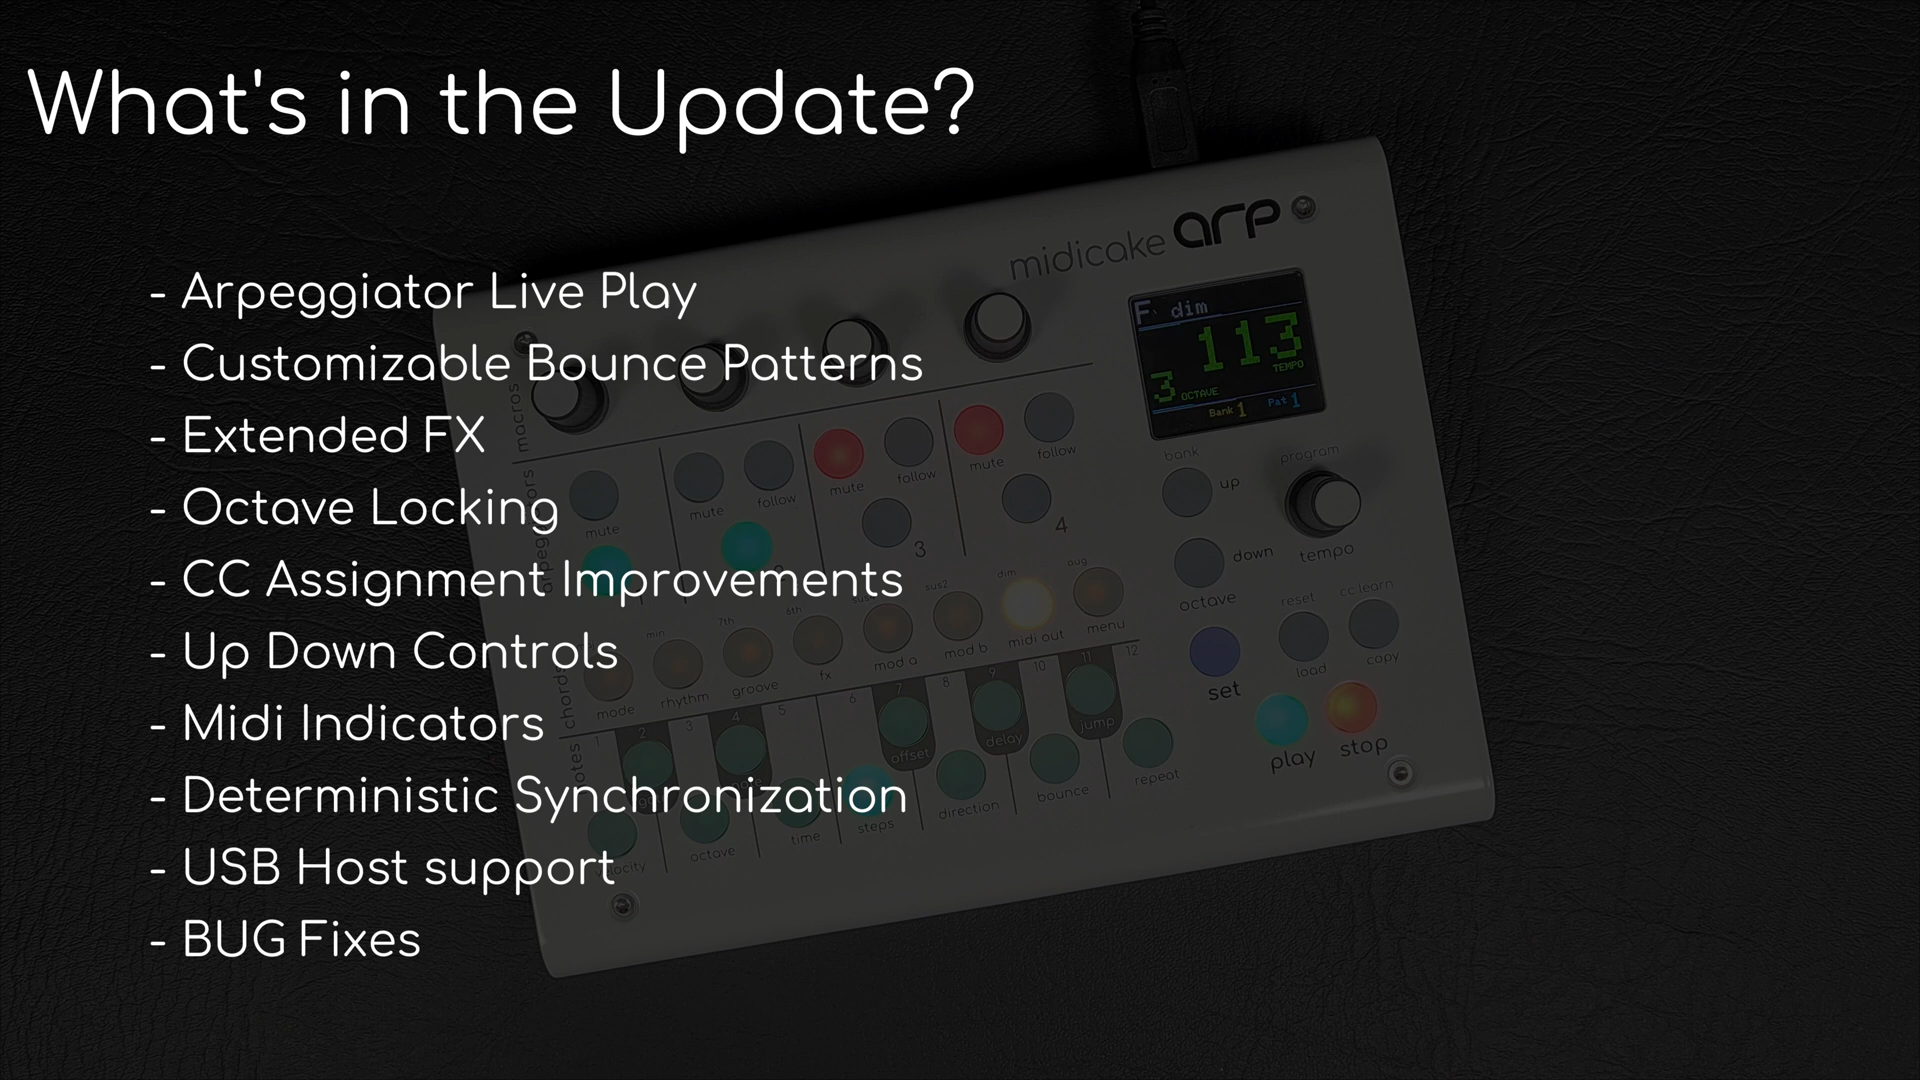 What's in the Update?
- Arpeggiator Live Play
- Customizable Bounce Patterns
- Extended FX
- Octave Locking
- CC Assignment Improvements
- Up Down Controls
- Midi Indicators
- Deterministic Synchronization
- USB Host support
- BUG Fixes
midicake arp
F dim
113
TEMPO
3 OCTAVE
Bank 1 Pat 1
macros
mute
mute follow
mute follow
mute follow
3
4
bank
up
program
down
tempo
octave
reset
cc learn
load
copy
set
play
stop
chord
min
7th
6th
sus2
dim
aug
mode
rhythm
groove
fx
mod a
mod b
midi out
menu
1
2
3
4
5
6
7
8
9
10
11
12
offset
delay
jump
octave
time
steps
direction
bounce
repeat